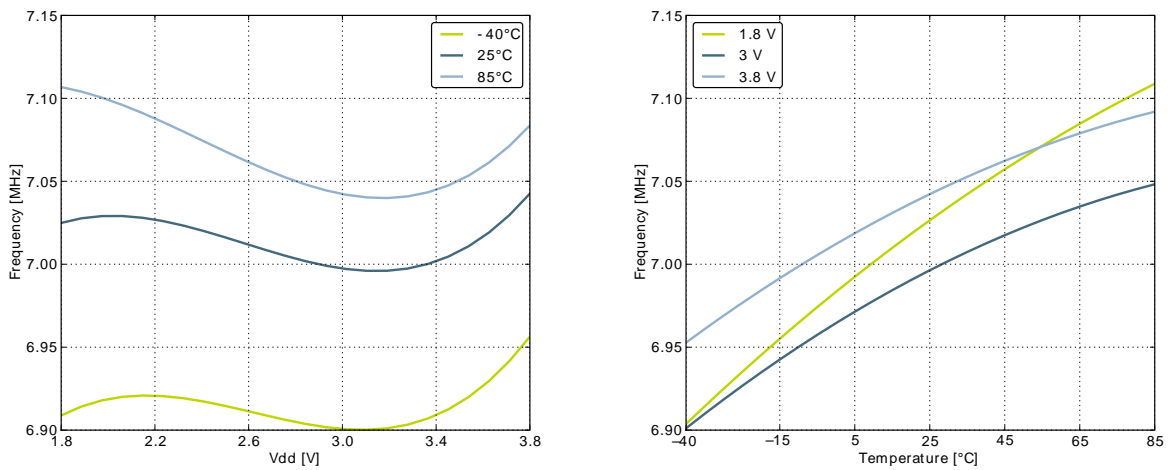 7.15
7.10
7.05
7.00
6.95
6.90
Frequency [MHz]
1.8 2.2 2.6 3.0 3.4 3.8
Vdd [V]
- 40°C
25°C
85°C
7.15
7.10
7.05
7.00
6.95
6.90
Frequency [MHz]
–40 –15 5 25 45 65 85
Temperature [°C]
1.8 V
3 V
3.8 V